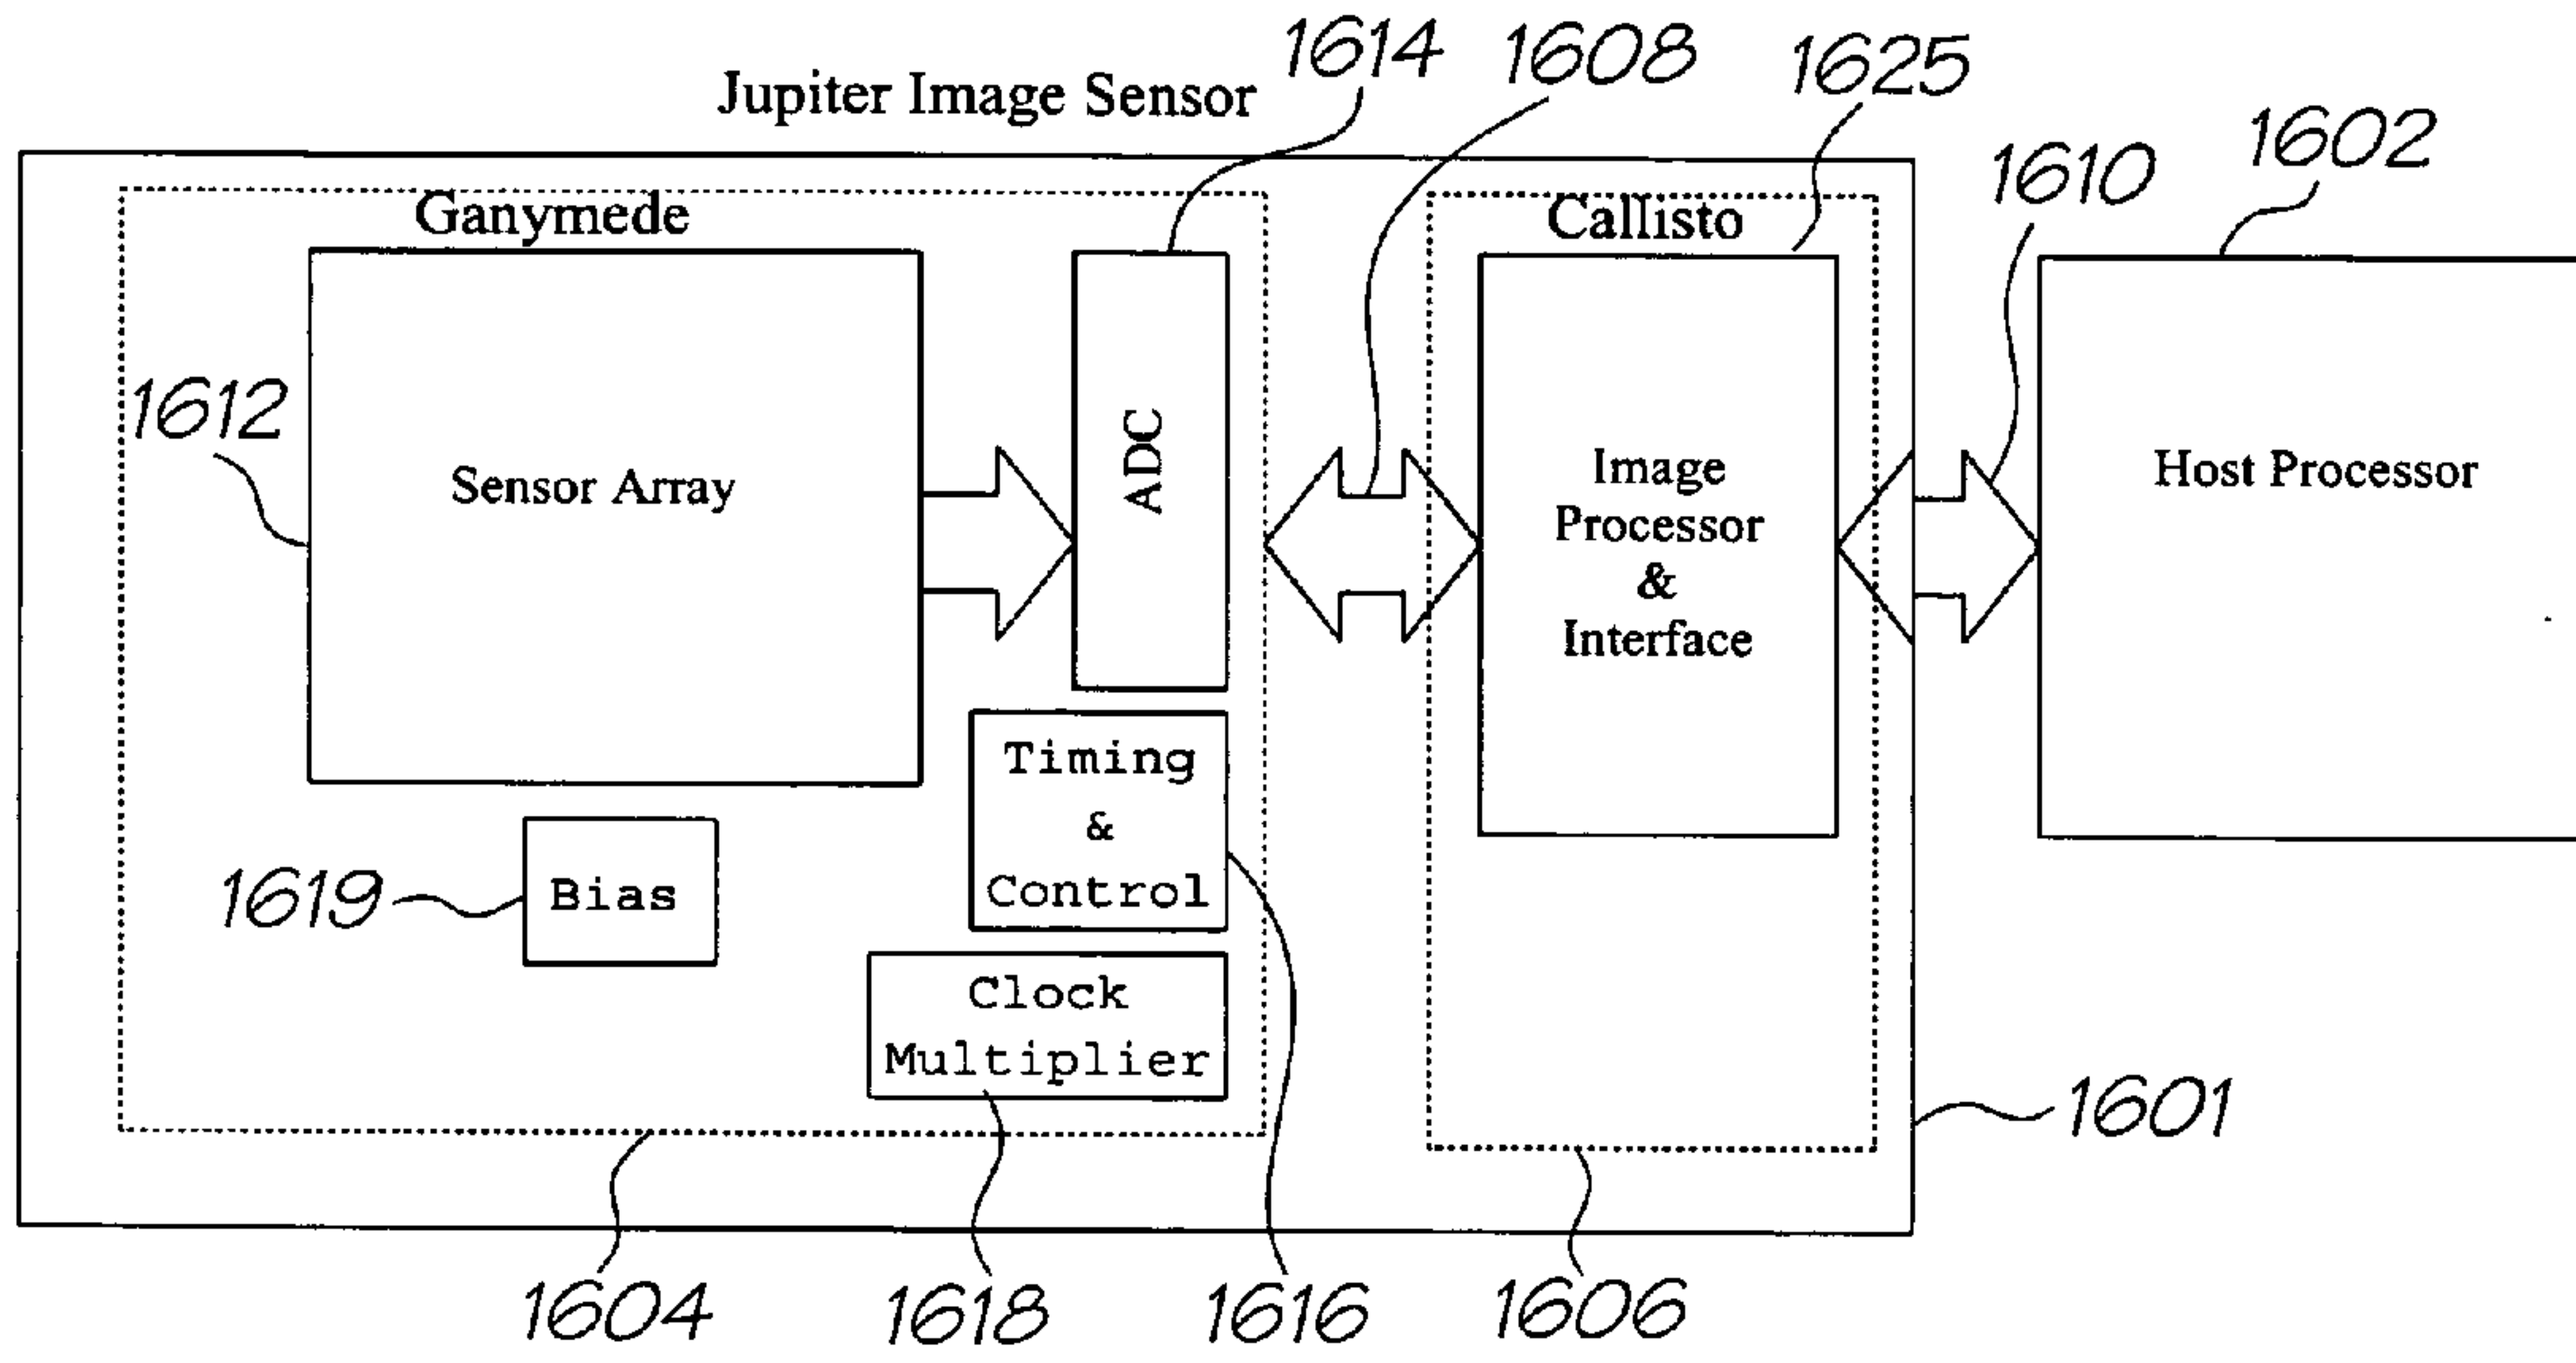 Jupiter Image Sensor
1614
1608
1625
1602
1610
Ganymede
Callisto
1612
Sensor Array
ADC
Image
Processor
&
Interface
Host Processor
Timing
&
Control
1619
Bias
Clock
Multiplier
1601
1604
1618
1616
1606